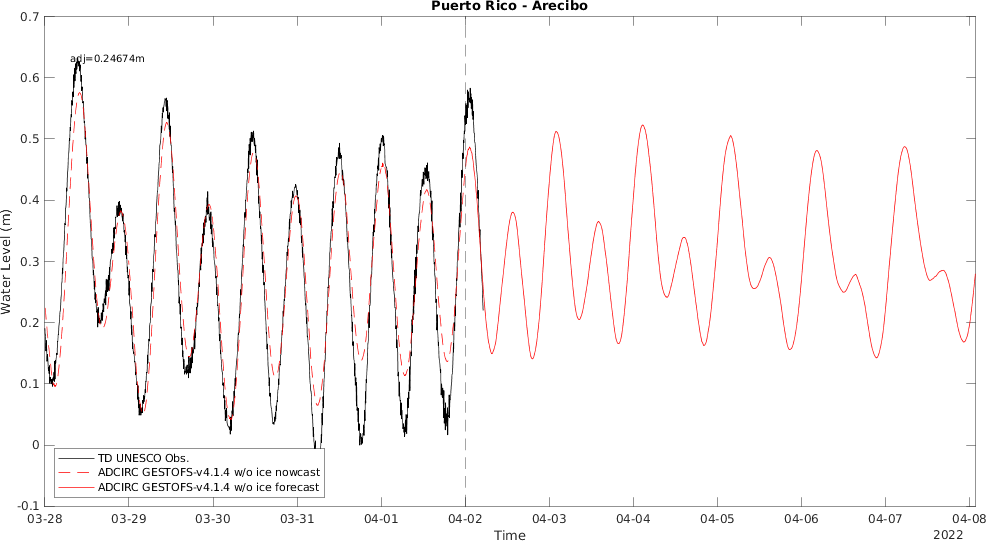 Puerto Rico - Arecibo
0.7
adj=0.24674m
0.6
0.5
0.4
0.3
0.2
0.1
0
-0.1
Water Level (m)
TD UNESCO Obs.
ADCIRC GESTOFS-v4.1.4 w/o ice nowcast
ADCIRC GESTOFS-v4.1.4 w/o ice forecast
03-28 03-29 03-30 03-31 04-01 04-02 04-03 04-04 04-05 04-06 04-07 04-08
Time
2022